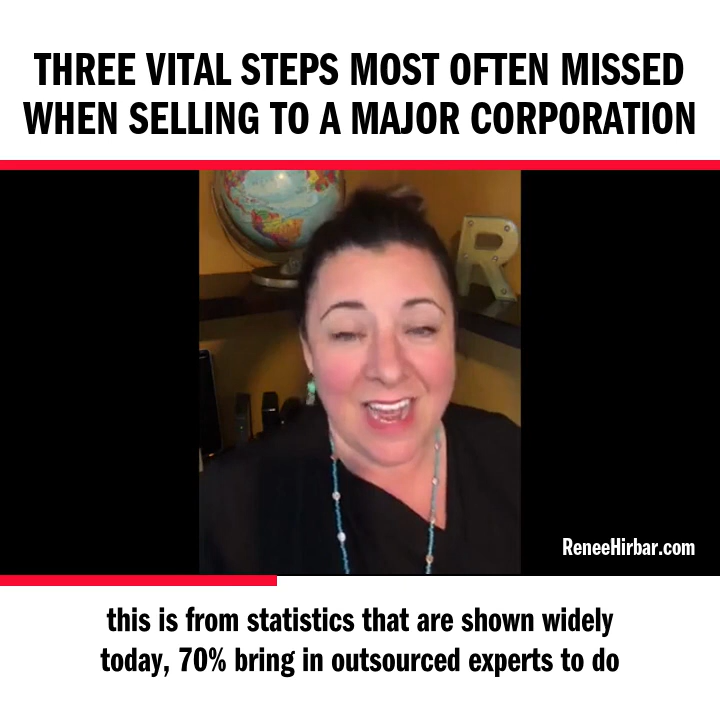 THREE VITAL STEPS MOST OFTEN MISSED
WHEN SELLING TO A MAJOR CORPORATION
R
ReneeHirbar.com
this is from statistics that are shown widely
today, 70% bring in outsourced experts to do